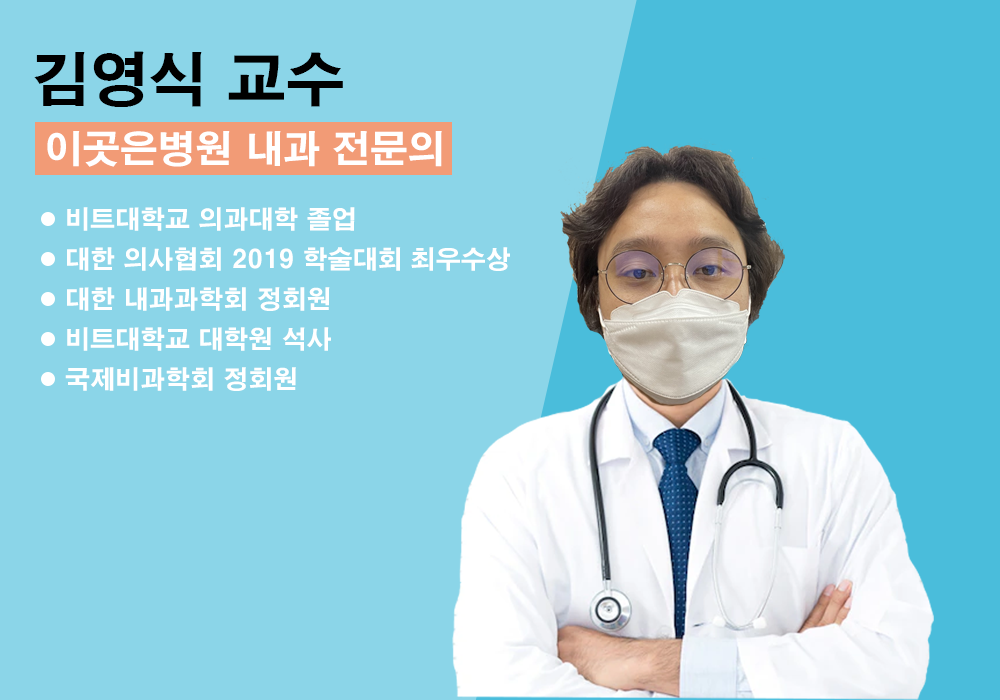 김영식 교수
이곳은병원 내과 전문의
● 비트대학교 의과대학 졸업
● 대한 의사협회 2019 학술대회 최우수상
● 대한 내과과학회 정회원
● 비트대학교 대학원 석사
● 국제비과학회 정회원